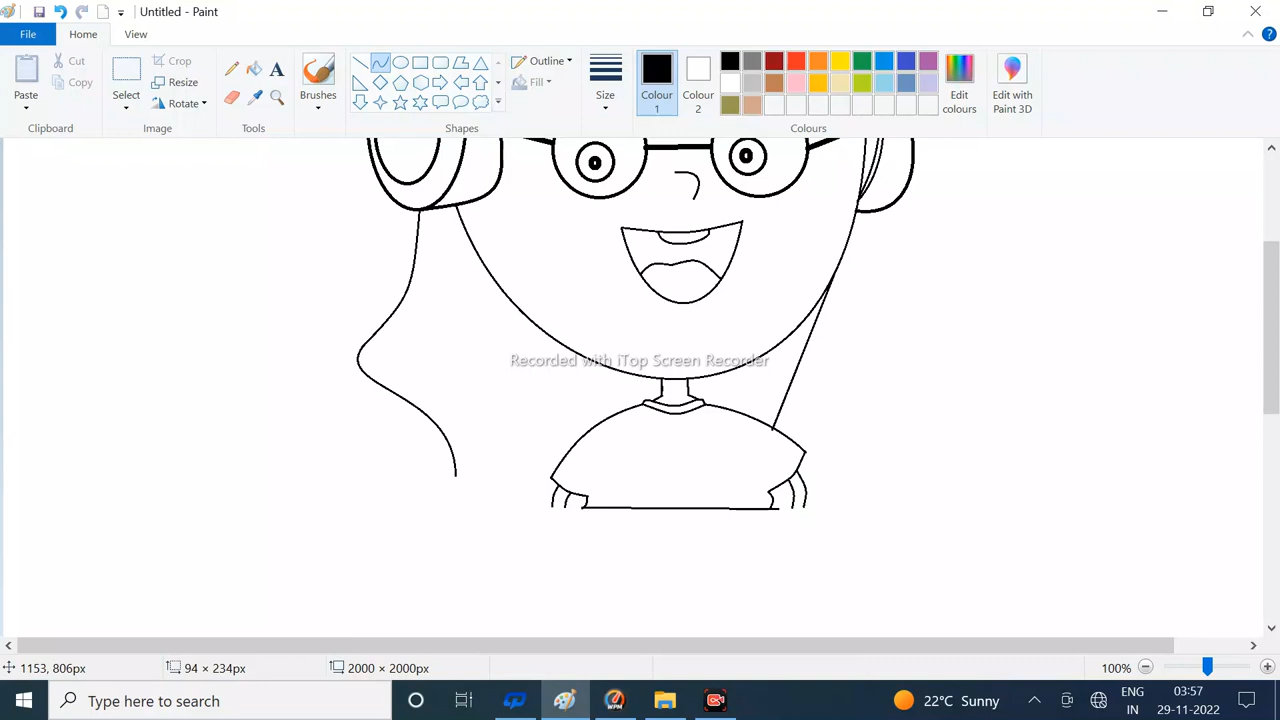 Untitled - Paint
File Home View
Paste Cut Copy
Clipboard
Select Crop Resize Rotate
Image
Tools
Brushes
Shapes
Outline Fill
Size
Colour 1
Colour 2
Edit colours
Colours
Edit with Paint 3D
Recorded with iTop Screen Recorder
1153, 806px 94 × 234px 2000 × 2000px 100%
Type here to search
WPM
22°C Sunny
ENG IN
03:57
29-11-2022